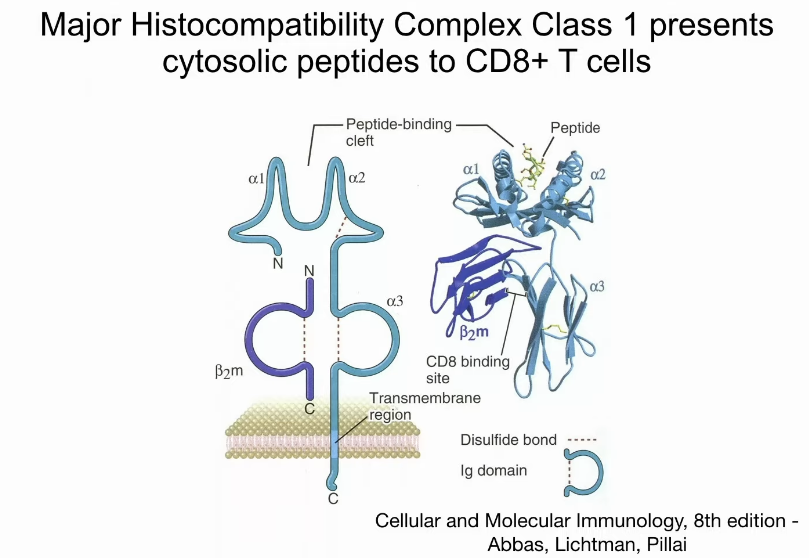 Major Histocompatibility Complex Class 1 presents
cytosolic peptides to CD8+ T cells
Peptide-binding
cleft
Peptide
α1
α2
α1
α2
N
N
α3
α3
β2m
β2m
CD8 binding
site
C
Transmembrane
region
Disulfide bond
Ig domain
C
Cellular and Molecular Immunology, 8th edition -
Abbas, Lichtman, Pillai